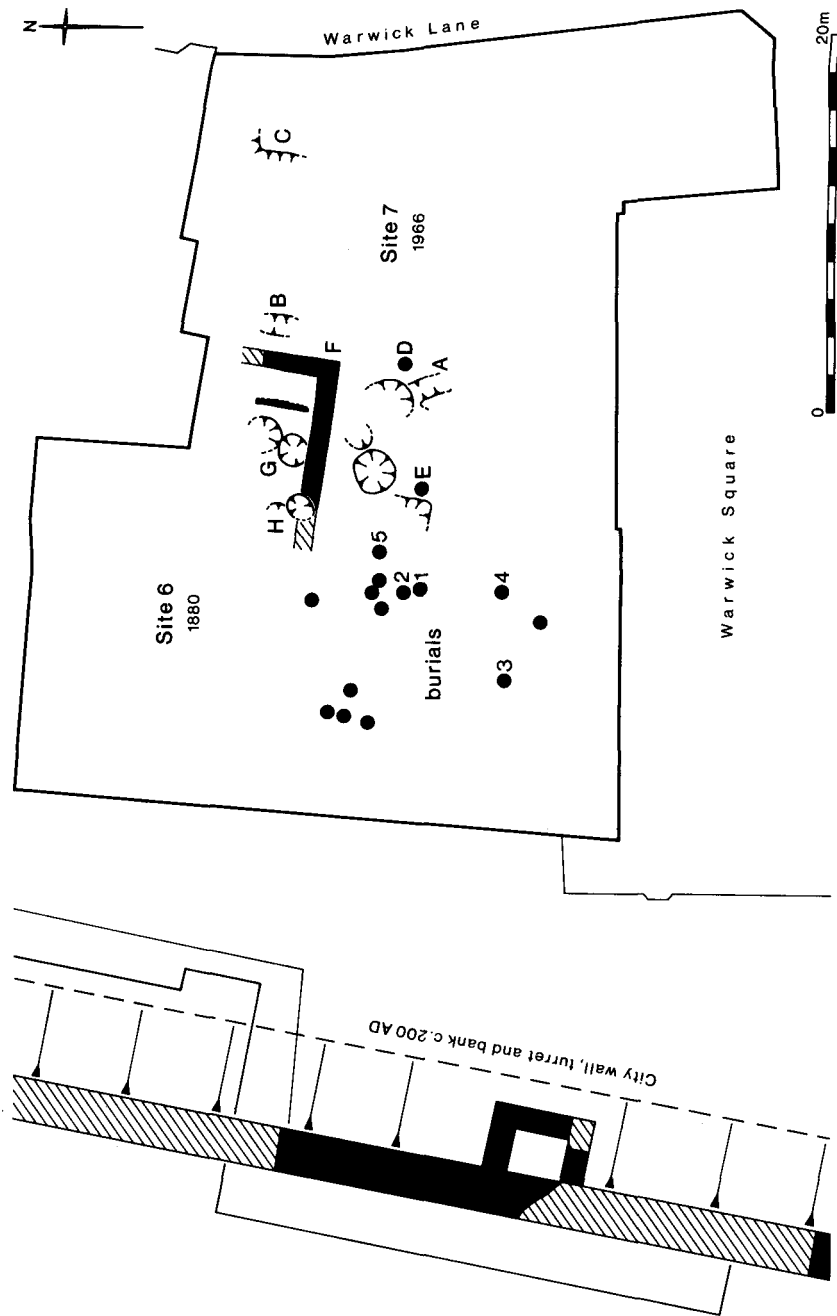 N
Warwick Lane
C
Site 7
1966
B
F
D
A
G
E
H
Site 6
1880
5
2
1
4
burials
3
Warwick Square
0
20m
City wall, turret and bank c.200 AD